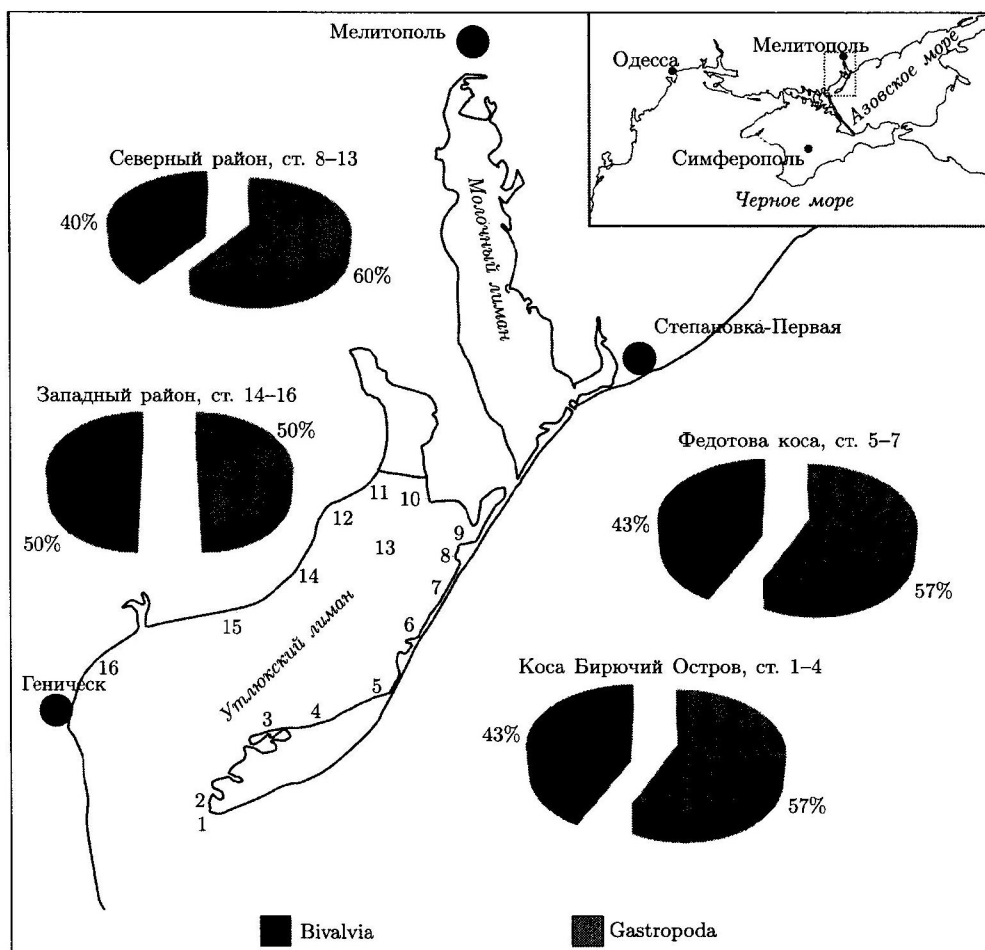 Мелитополь
Мелитополь
Одесса
Азовское море
Симферополь
Черное море
Северный район, ст. 8–13
40%
60%
Молочный лиман
Степановка-Первая
Западный район, ст. 14–16
50%
50%
Федотова коса, ст. 5–7
43%
57%
11
10
12
9
13
8
14
7
15
6
16
Утлюкский лиман
Геническ
5
4
3
2
1
Коса Бирючий Остров, ст. 1–4
43%
57%
Bivalvia
Gastropoda